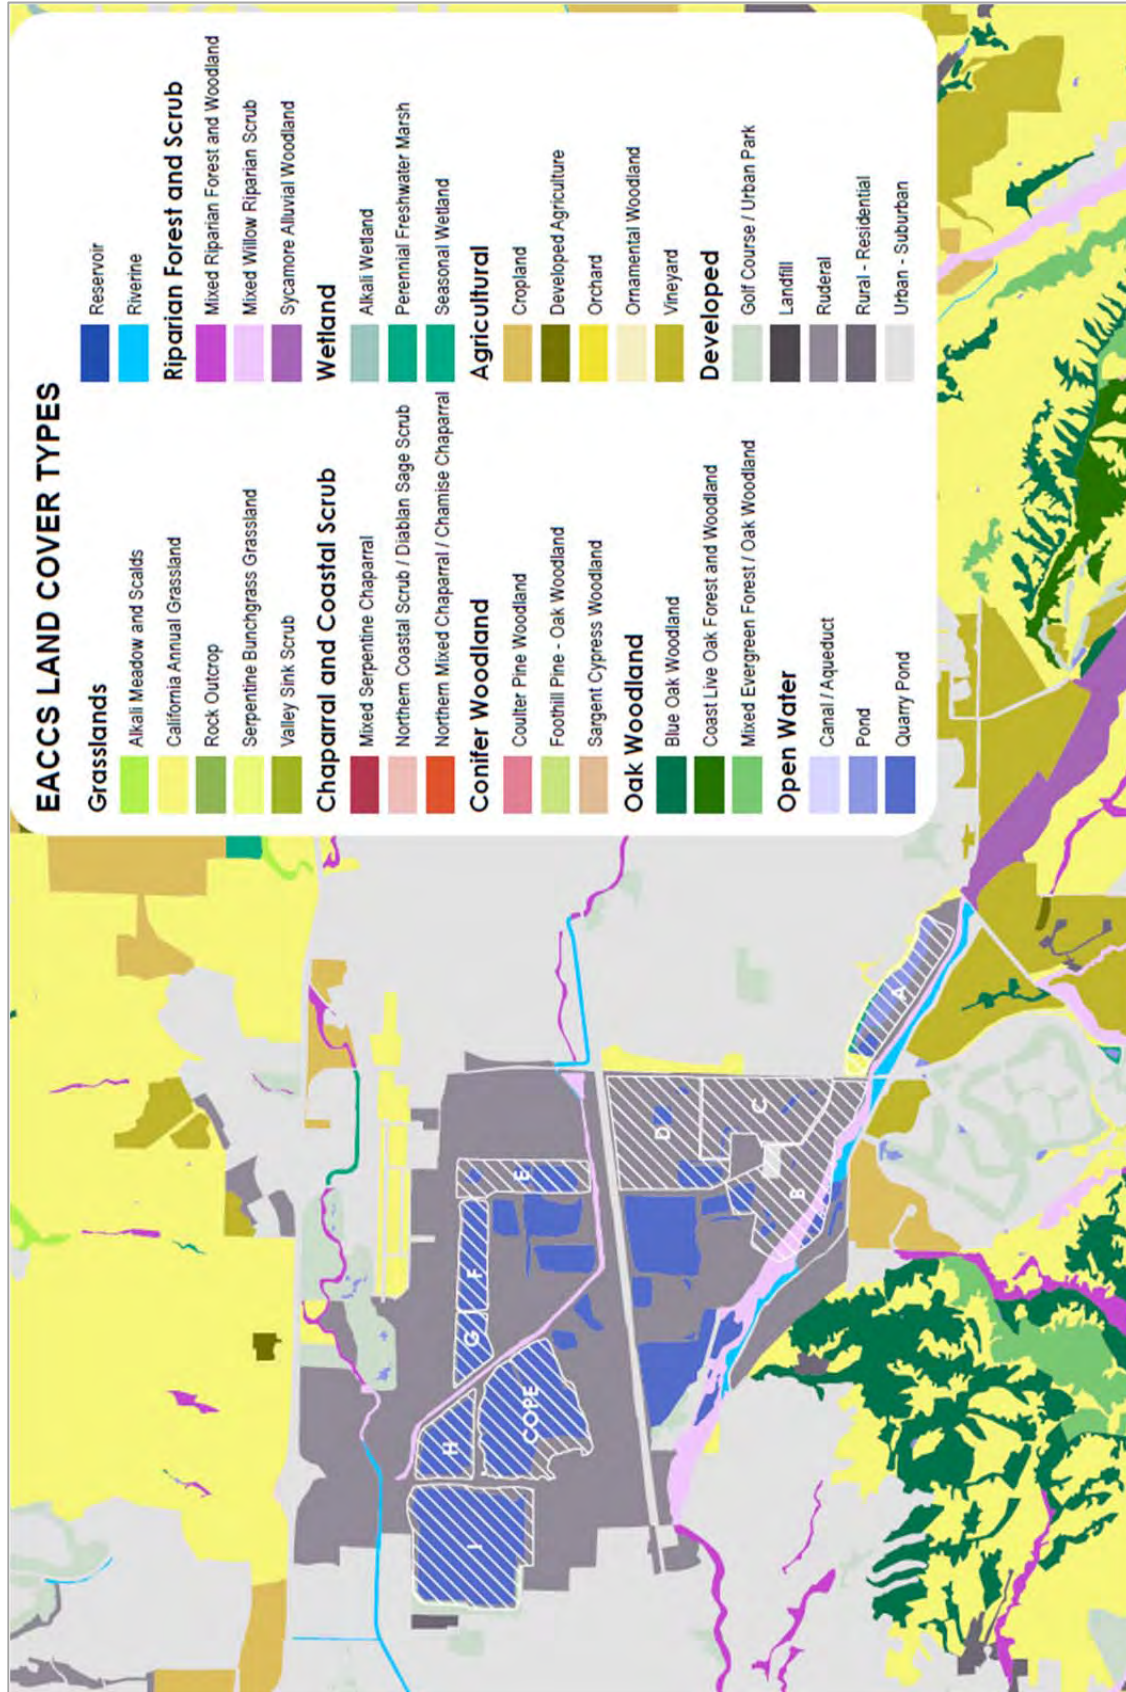 EACCS LAND COVER TYPES
Grasslands
Alkali Meadow and Scalds
California Annual Grassland
Rock Outcrop
Serpentine Bunchgrass Grassland
Valley Sink Scrub
Chaparral and Coastal Scrub
Mixed Serpentine Chaparral
Northern Coastal Scrub / Diablan Sage Scrub
Northern Mixed Chaparral / Chamise Chaparral
Conifer Woodland
Coulter Pine Woodland
Foothill Pine - Oak Woodland
Sargent Cypress Woodland
Oak Woodland
Blue Oak Woodland
Coast Live Oak Forest and Woodland
Mixed Evergreen Forest / Oak Woodland
Open Water
Canal / Aqueduct
Pond
Quarry Pond
Reservoir
Riverine
Riparian Forest and Scrub
Mixed Riparian Forest and Woodland
Mixed Willow Riparian Scrub
Sycamore Alluvial Woodland
Wetland
Alkali Wetland
Perennial Freshwater Marsh
Seasonal Wetland
Agricultural
Cropland
Developed Agriculture
Orchard
Ornamental Woodland
Vineyard
Developed
Golf Course / Urban Park
Landfill
Ruderal
Rural - Residential
Urban - Suburban
I
H
G
F
E
COPE
D
C
B
A